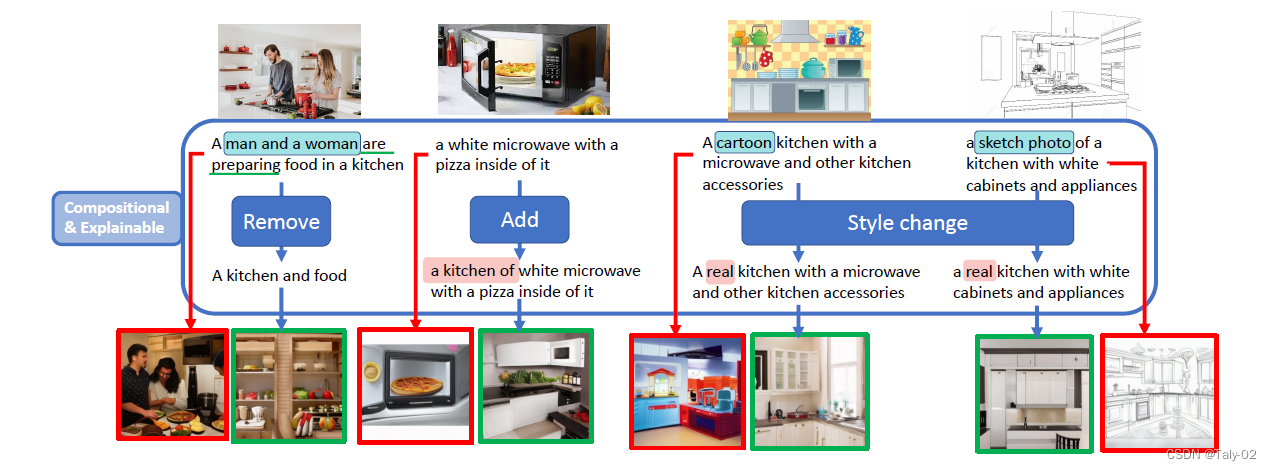 A man and a woman are
preparing food in a kitchen
a white microwave with a
pizza inside of it
A cartoon kitchen with a
microwave and other kitchen
accessories
a sketch photo of a
kitchen with white
cabinets and appliances
Compositional
& Explainable
Remove
Add
Style change
A kitchen and food
a kitchen of white microwave
with a pizza inside of it
A real kitchen with a microwave
and other kitchen accessories
a real kitchen with white
cabinets and appliances
CSDN @Taly-02